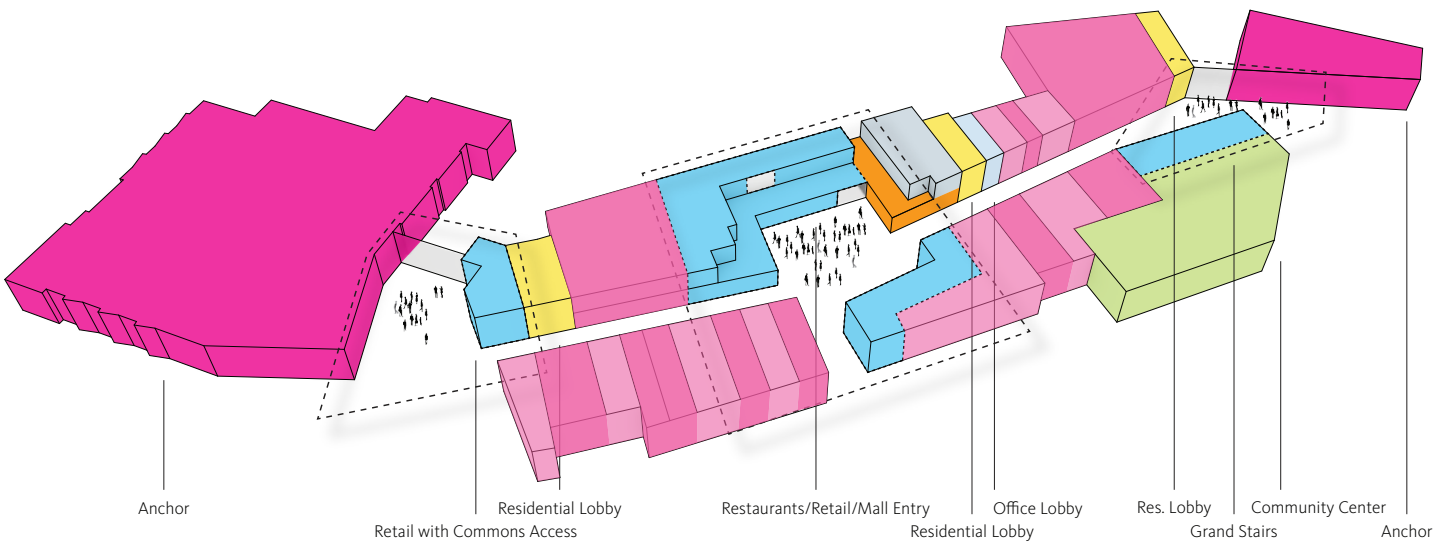 Anchor
Retail with Commons Access
Residential Lobby
Restaurants/Retail/Mall Entry
Residential Lobby
Office Lobby
Res. Lobby
Grand Stairs
Community Center
Anchor